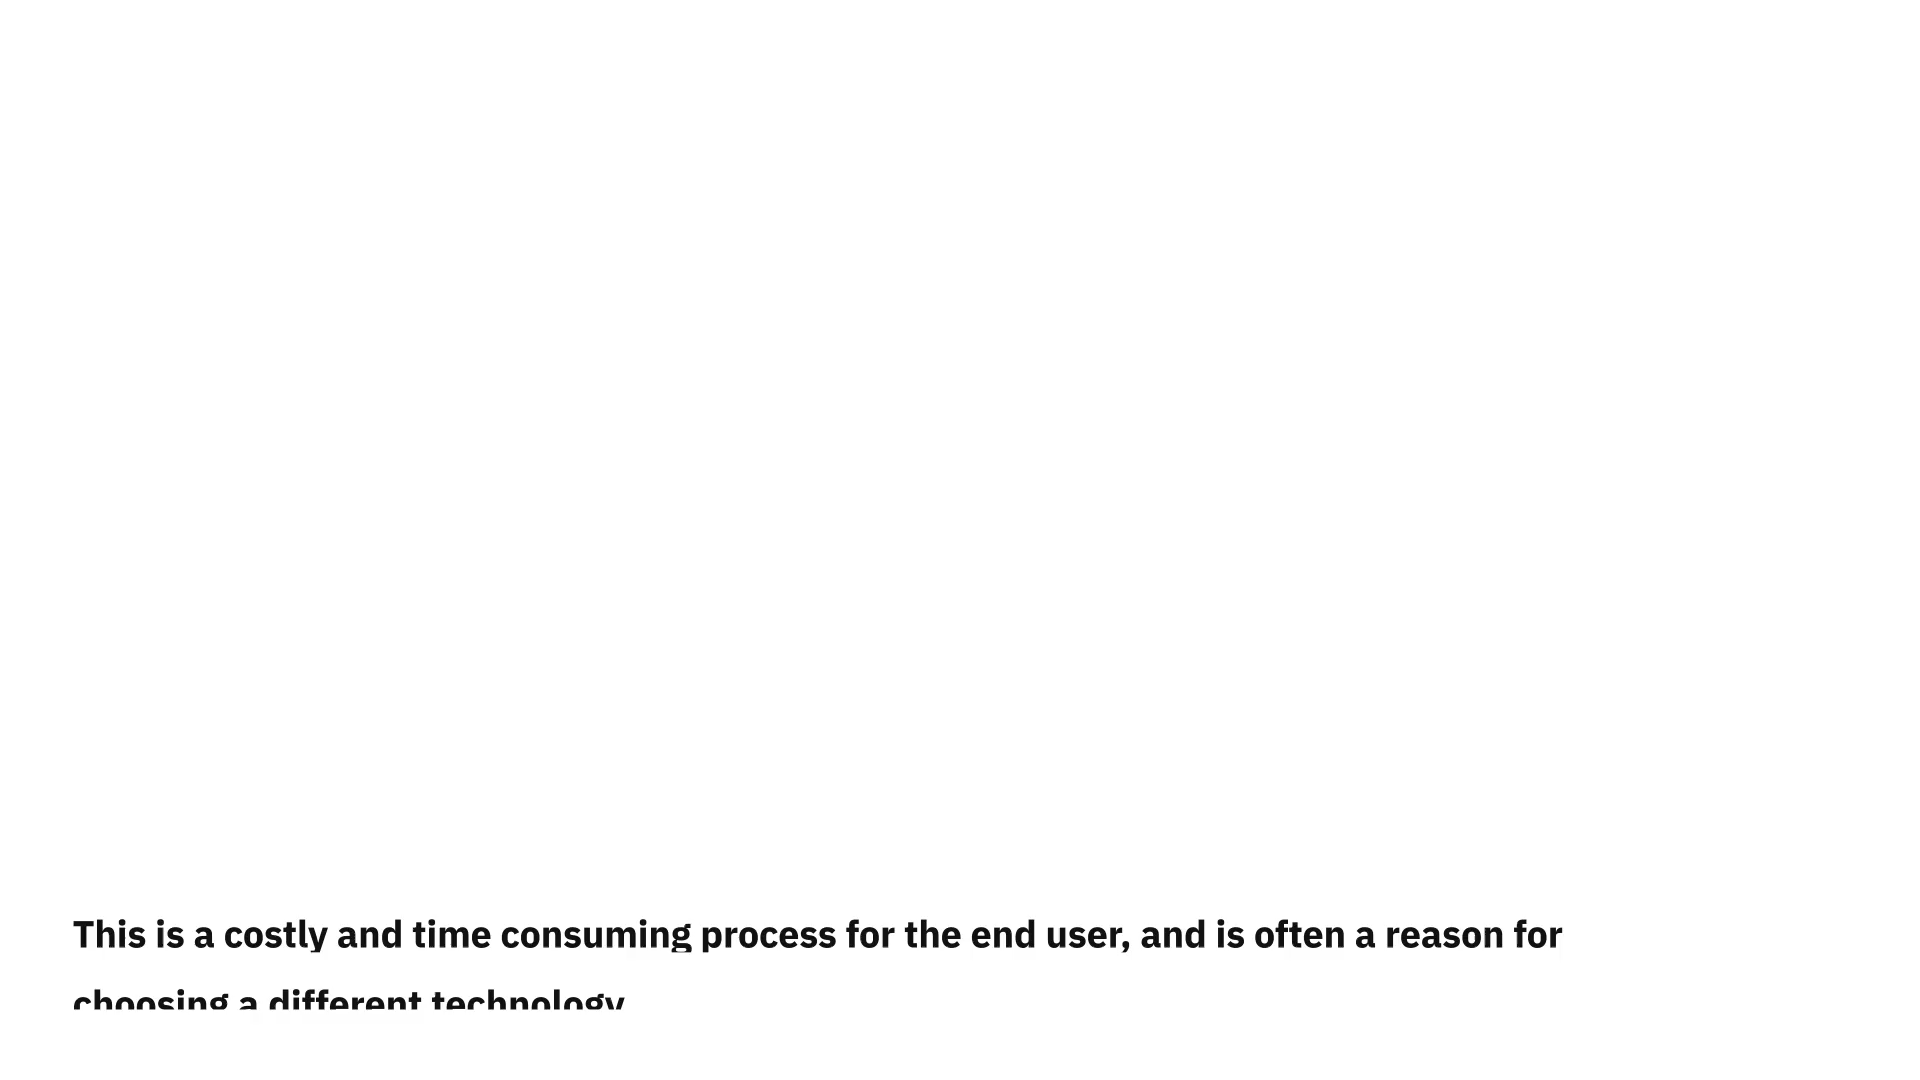 This is a costly and time consuming process for the end user, and is often a reason for
choosing a different technology